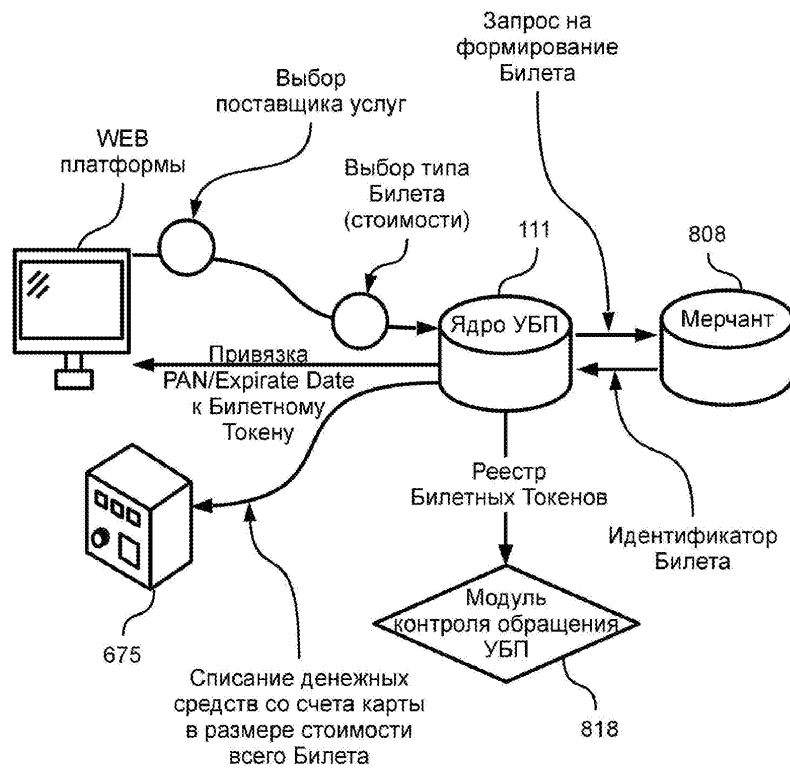 Запрос на
формирование
Билета
Выбор
поставщика услуг
WEB
платформы
Выбор типа
Билета
(стоимости)
111
808
Ядро УБП
Мерчант
Привязка
PAN/Expirate Date
к Билетному
Токену
Реестр
Билетных Токенов
Идентификатор
Билета
Модуль
контроля обращения
УБП
675
818
Списание денежных
средств со счета карты
в размере стоимости
всего Билета